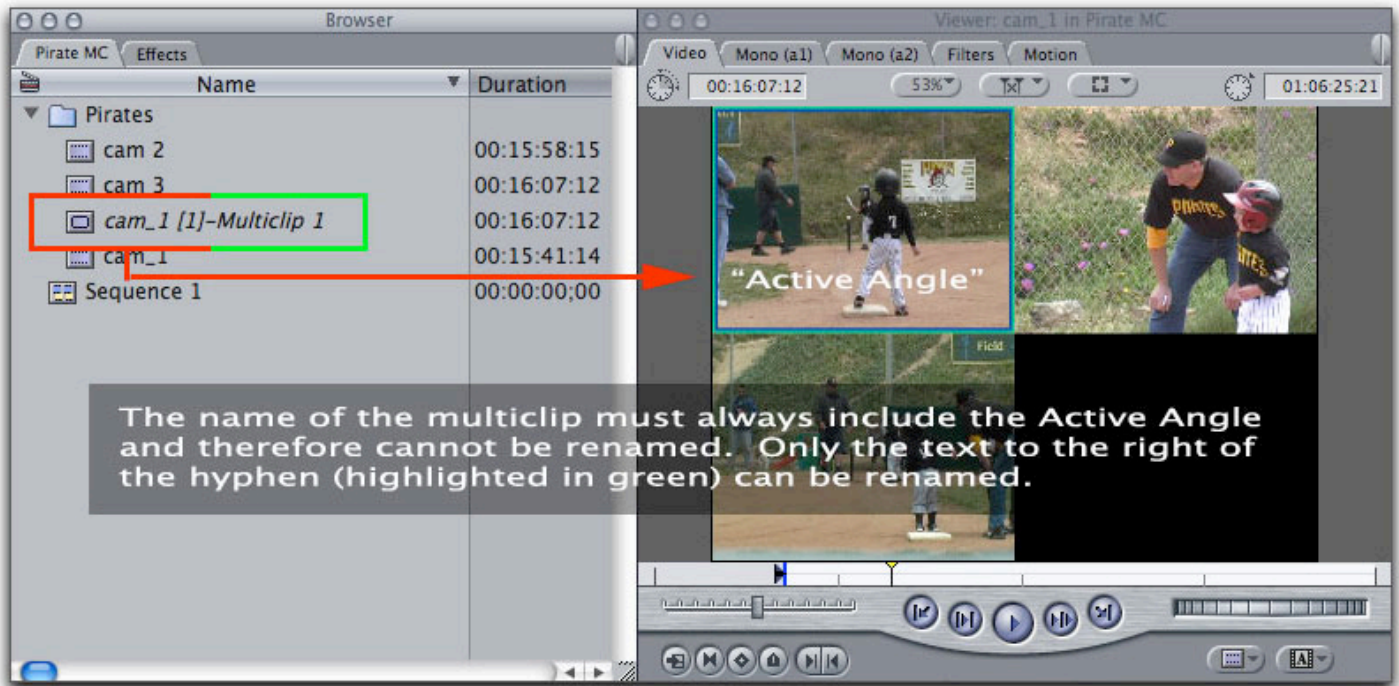 Browser
Viewer: cam_1 in Pirate MC
Pirate MC Effects
Video Mono (a1) Mono (a2) Filters Motion
Name Duration
00:16:07:12 53% 01:06:25:21
Pirates
cam 2 00:15:58:15
cam 3 00:16:07:12
cam_1 [1]-Multiclip 1 00:16:07:12
cam_1 00:15:41:14
Sequence 1 00:00:00;00
PIRATES
7
"Active Angle"
Field
The name of the multiclip must always include the Active Angle
and therefore cannot be renamed. Only the text to the right of
the hyphen (highlighted in green) can be renamed.
A